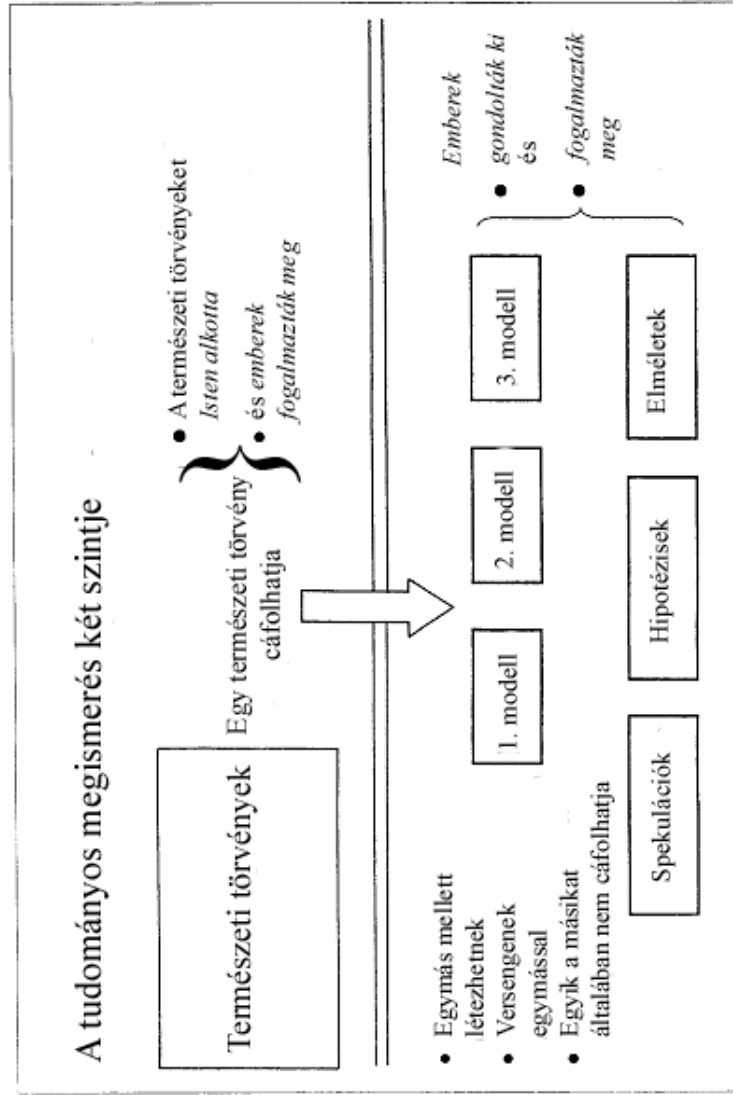 A tudományos megismerés két szintje
Természeti törvények
Egy természeti törvény
cáfolhatja
● A természeti törvényeket
Isten alkotta
● és emberek
fogalmazták meg
● Egymás mellett
létezhetnek
● Versengenek
egymással
● Egyik a másikat
általában nem cáfolhatja
1. modell
2. modell
3. modell
Spekulációk
Hipotézisek
Elméletek
Emberek
● gondolták ki
és
● fogalmazták
meg